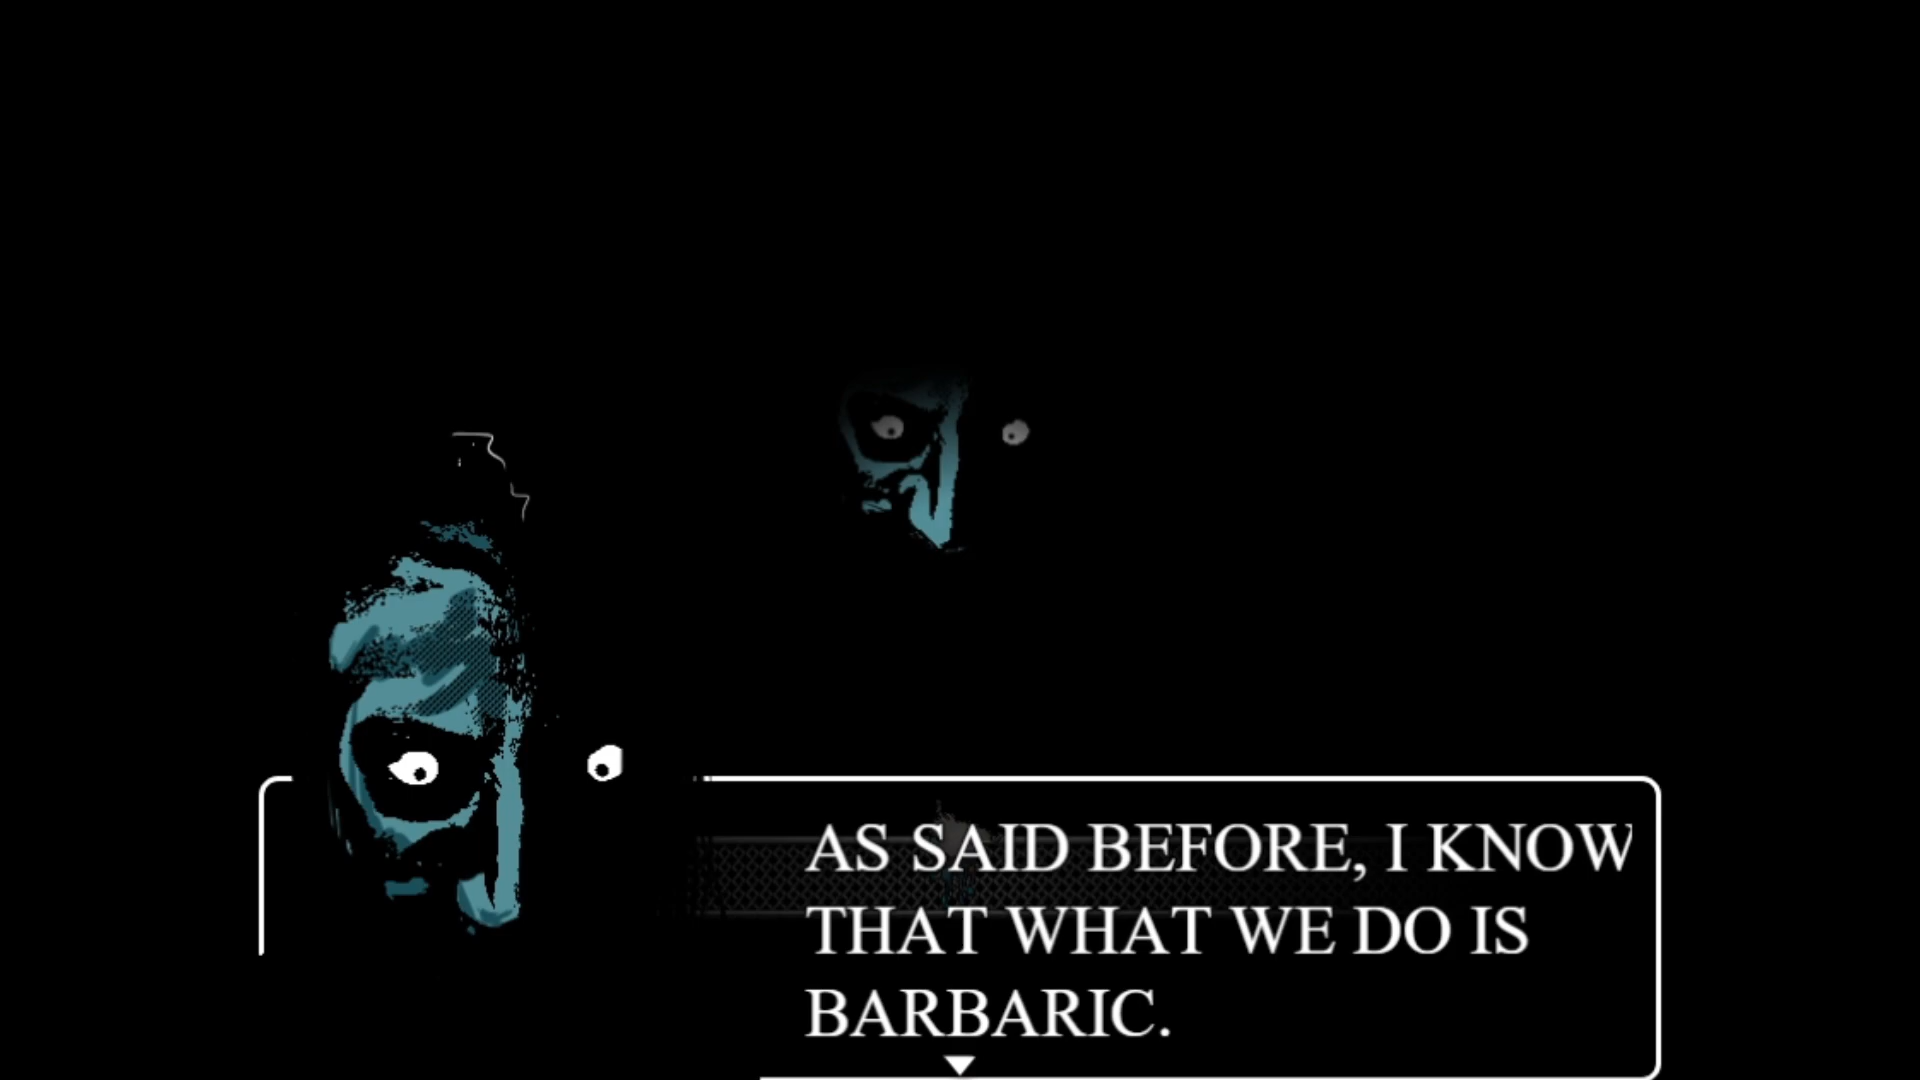 AS SAID BEFORE, I KNOW
THAT WHAT WE DO IS
BARBARIC.